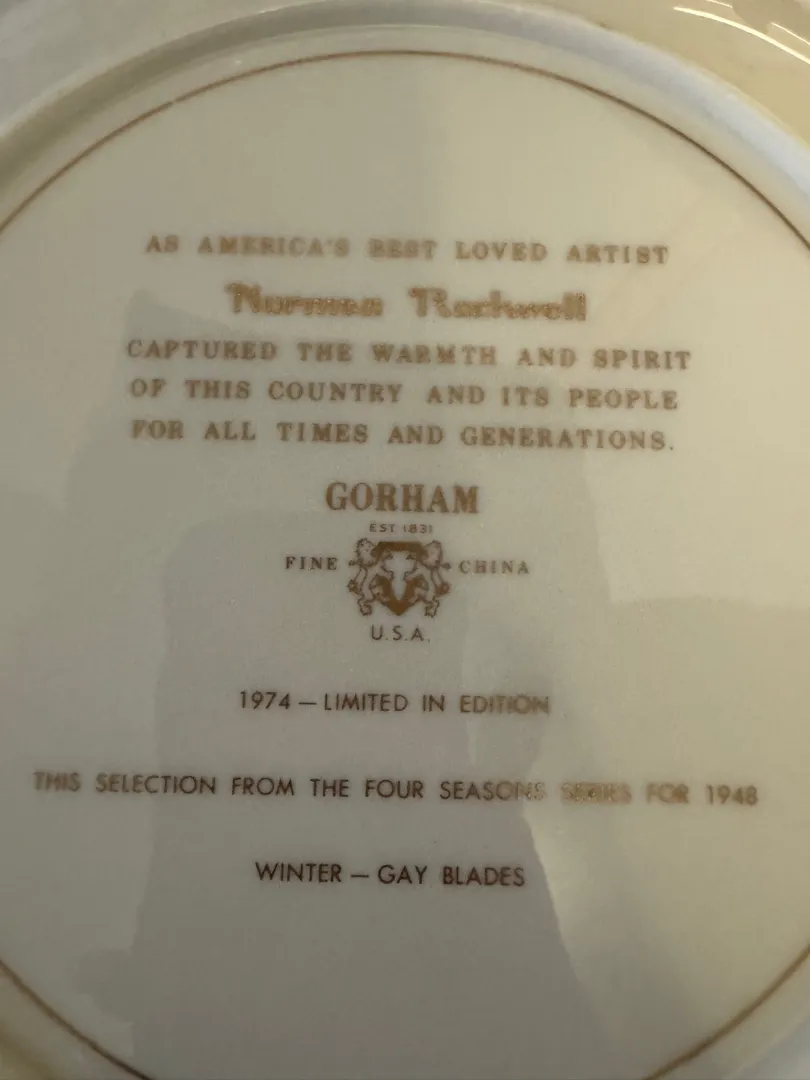 AS AMERICA'S BEST LOVED ARTIST
Norman Rockwell
CAPTURED THE WARMTH AND SPIRIT
OF THIS COUNTRY AND ITS PEOPLE
FOR ALL TIMES AND GENERATIONS.
GORHAM
EST 1831
FINE CHINA
U.S.A.
1974 — LIMITED IN EDITION
THIS SELECTION FROM THE FOUR SEASONS SERIES FOR 1948
WINTER — GAY BLADES